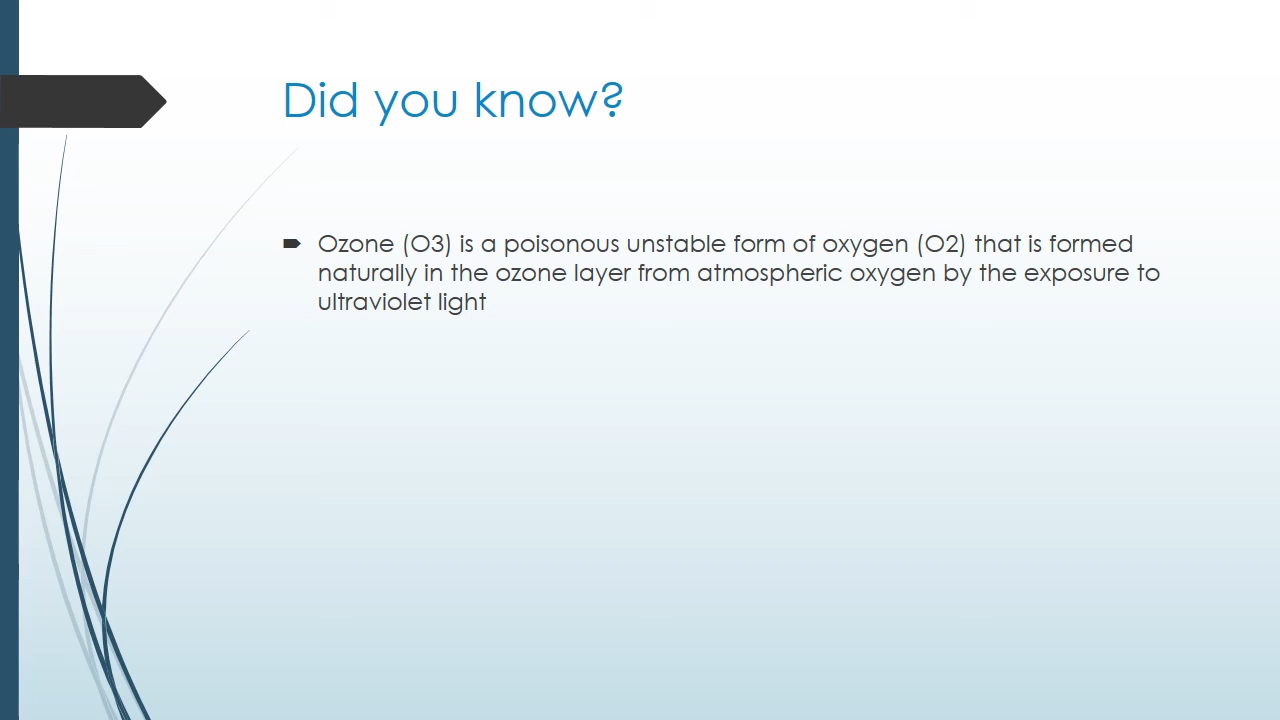 Did you know?
Ozone (O3) is a poisonous unstable form of oxygen (O2) that is formed
naturally in the ozone layer from atmospheric oxygen by the exposure to
ultraviolet light